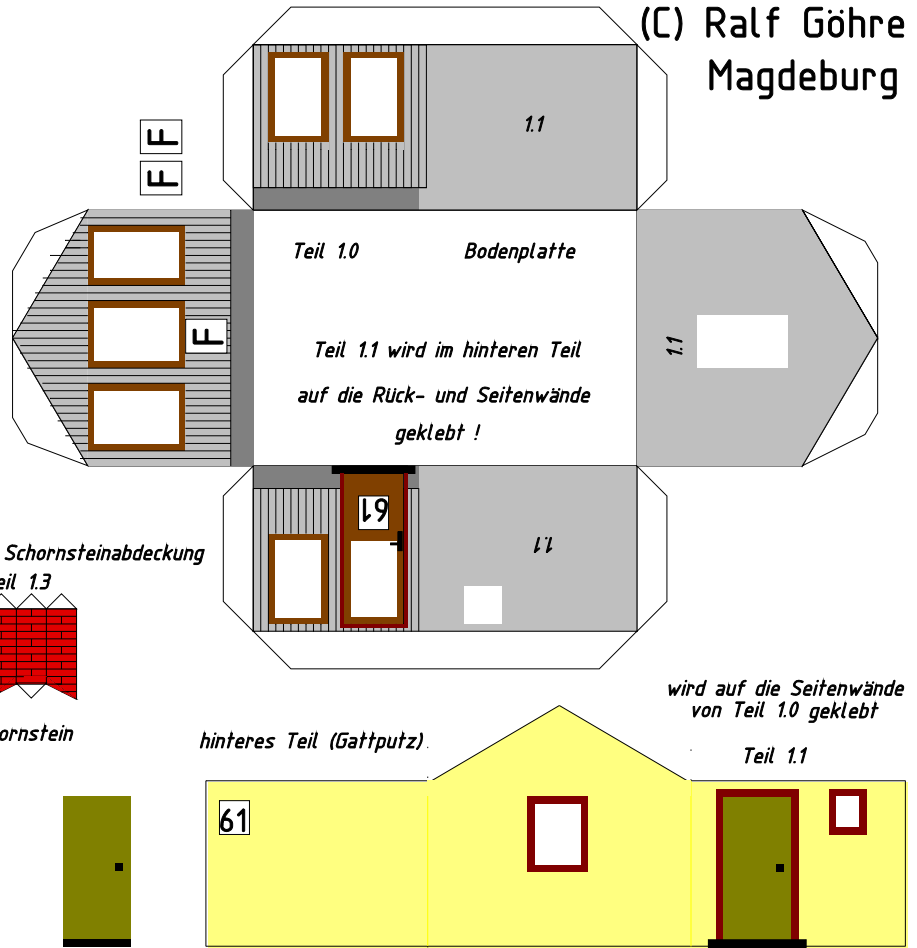 (C) Ralf Göhre
Magdeburg
1.1
F
F
Teil 1.0
Bodenplatte
F
Teil 1.1 wird im hinteren Teil
auf die Rück- und Seitenwände
geklebt !
1.1
61
1.1
Schornsteinabdeckung
eil 1.3
ornstein
wird auf die Seitenwände
von Teil 1.0 geklebt
hinteres Teil (Gattputz)
Teil 1.1
61